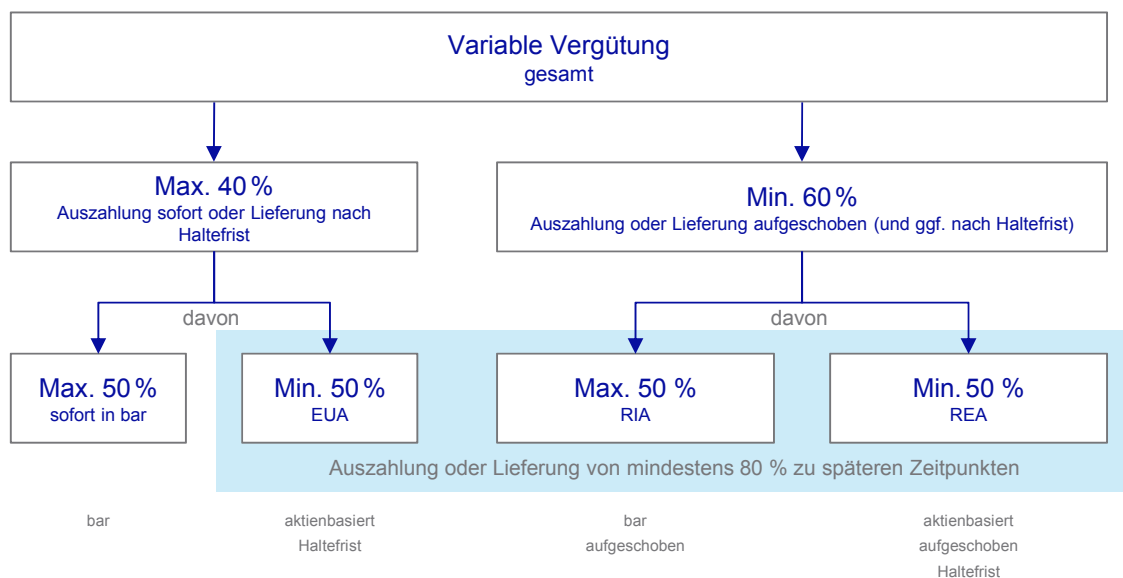 Variable Vergütung
gesamt
Max. 40 %
Auszahlung sofort oder Lieferung nach
Haltefrist
Min. 60 %
Auszahlung oder Lieferung aufgeschoben (und ggf. nach Haltefrist)
davon
davon
Max. 50 %
sofort in bar
Min. 50 %
EUA
Max. 50 %
RIA
Min. 50 %
REA
Auszahlung oder Lieferung von mindestens 80 % zu späteren Zeitpunkten
bar
aktienbasiert
Haltefrist
bar
aufgeschoben
aktienbasiert
aufgeschoben
Haltefrist